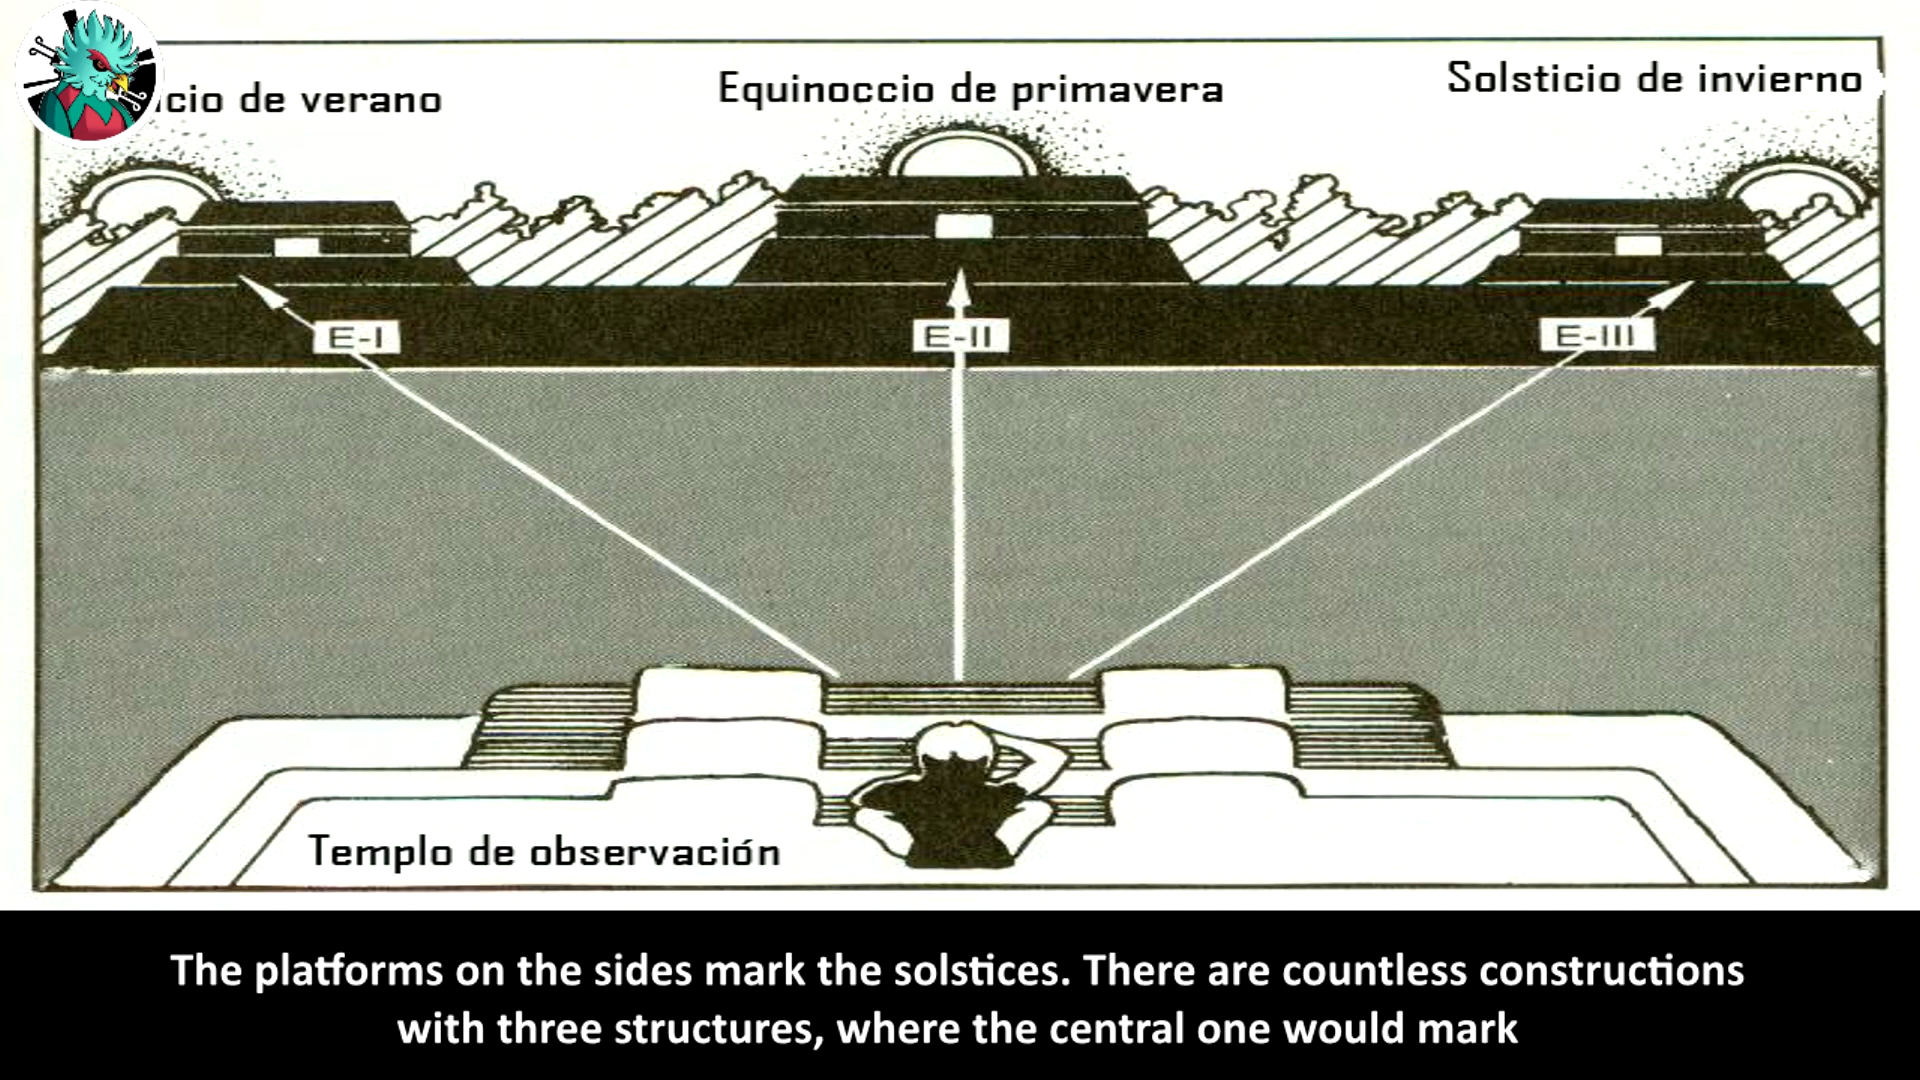 cio de verano
Equinoccio de primavera
Solsticio de invierno
E-I
E-II
E-III
Templo de observación
The platforms on the sides mark the solstices. There are countless constructions
with three structures, where the central one would mark